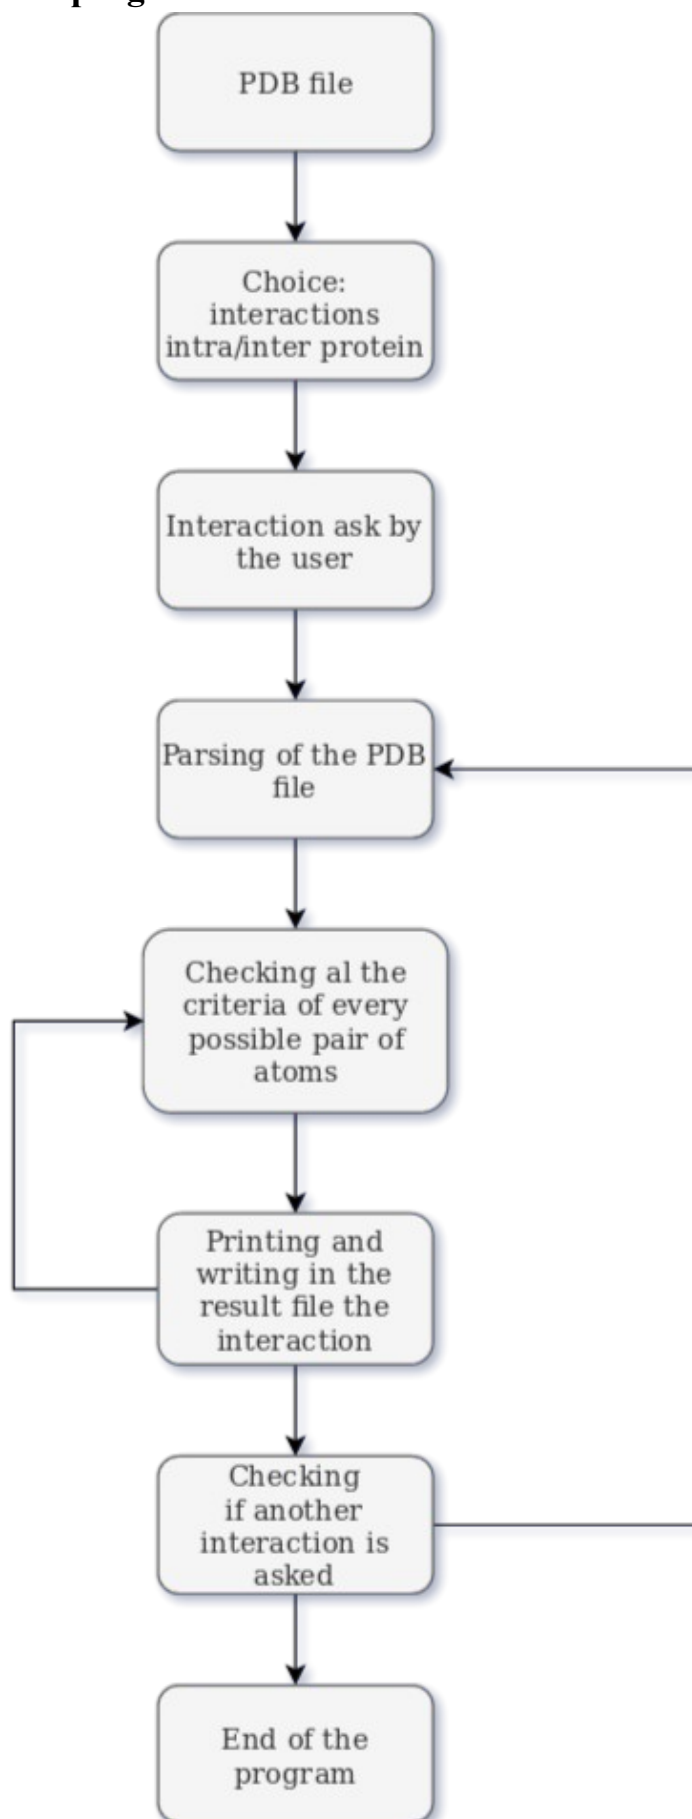 PDB file
Choice:
interactions
intra/inter protein
Interaction ask by
the user
Parsing of the PDB
file
Checking al the
criteria of every
possible pair of
atoms
Printing and
writing in the
result file the
interaction
Checking
if another
interaction is
asked
End of the
program